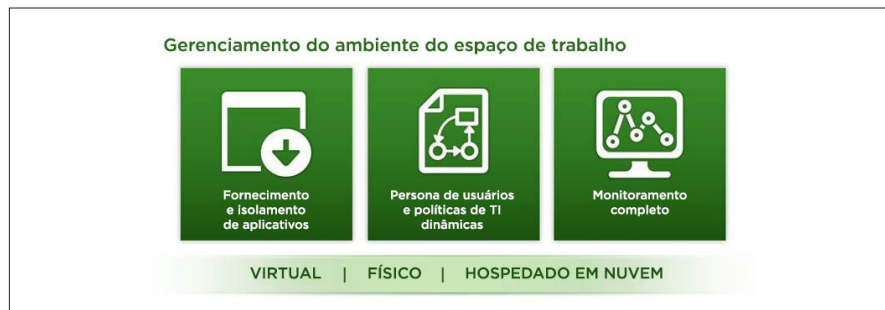 Gerenciamento do ambiente do espaço de trabalho
Fornecimento
e isolamento
de aplicativos
Persona de usuários
e políticas de TI
dinâmicas
Monitoramento
completo
VIRTUAL | FÍSICO | HOSPEDADO EM NUVEM